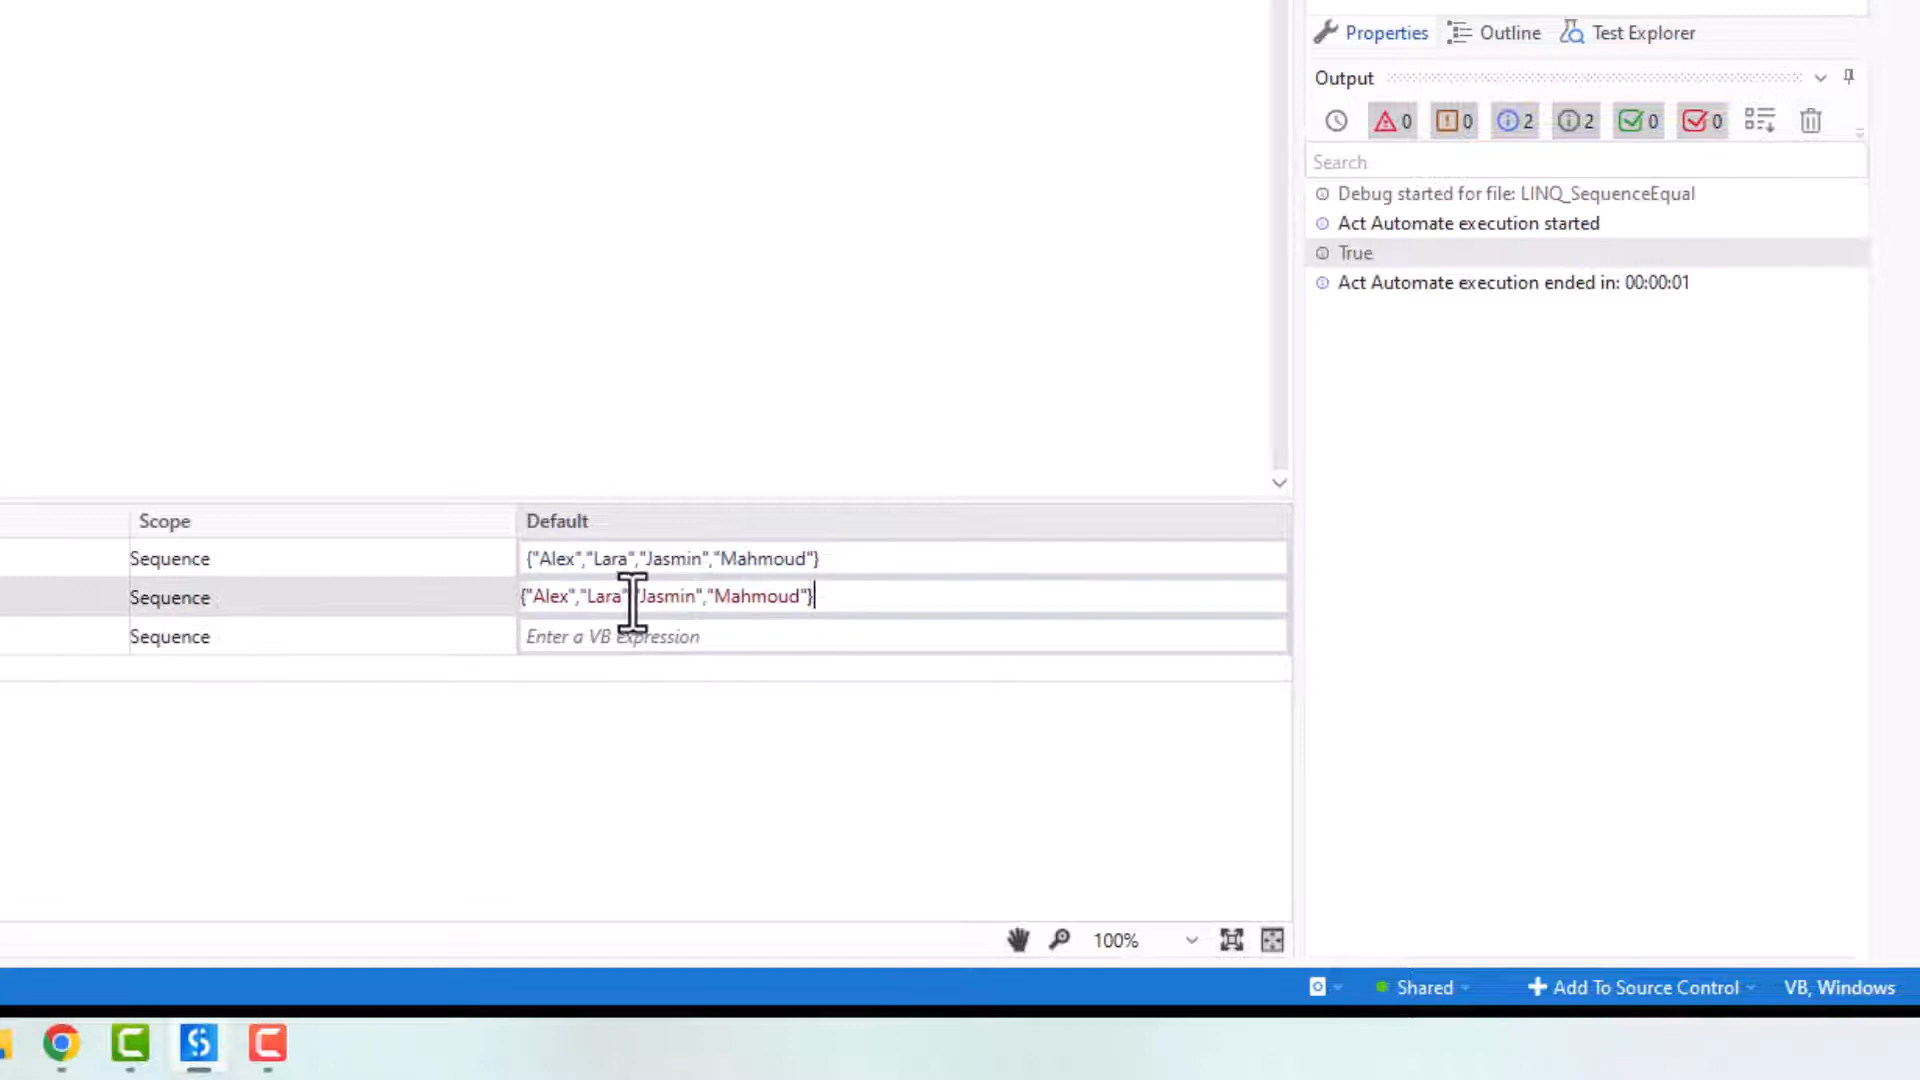 Properties Outline Test Explorer
Output
0 0 2 2 0 0
Search
Debug started for file: LINQ_SequenceEqual
Act Automate execution started
True
Act Automate execution ended in: 00:00:01
Scope Default
Sequence {"Alex","Lara","Jasmin","Mahmoud"}
Sequence {"Alex","Lara","Jasmin","Mahmoud"}
Sequence Enter a VB expression
100%
Shared Add To Source Control VB, Windows